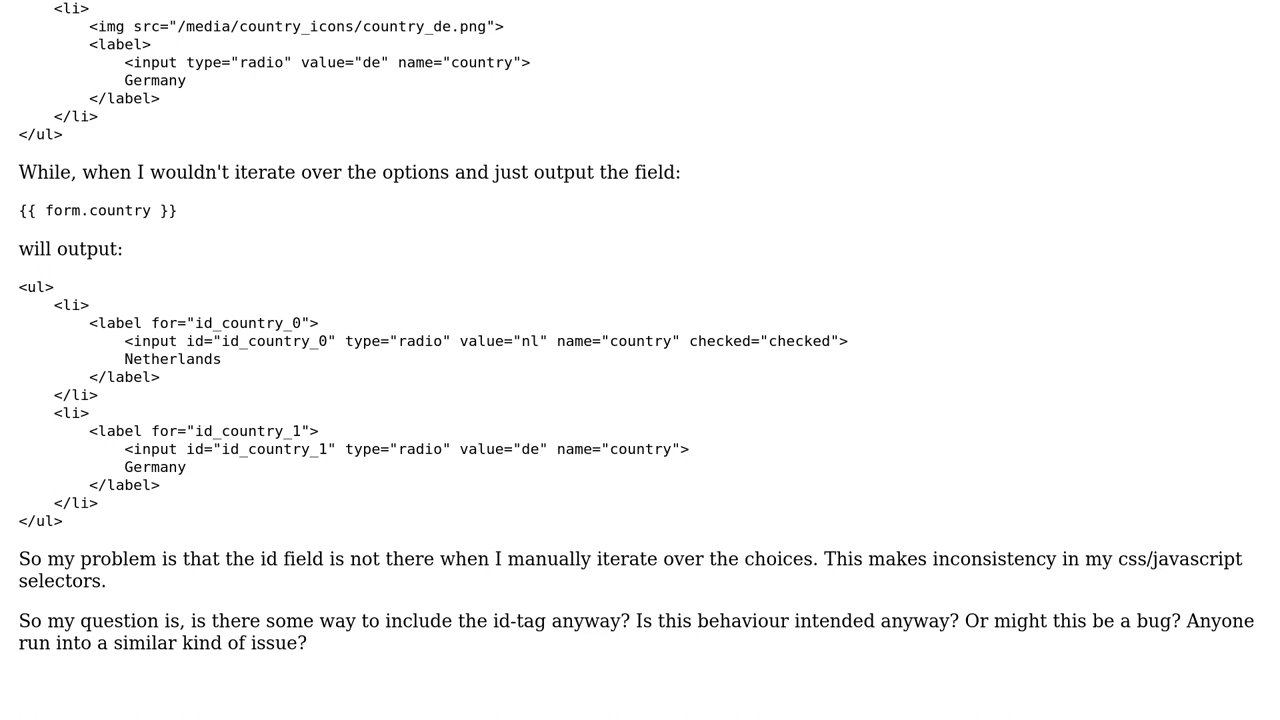 <li>
<img src="/media/country_icons/country_de.png">
<label>
<input type="radio" value="de" name="country">
Germany
</label>
</li>
</ul>
While, when I wouldn't iterate over the options and just output the field:
{{ form.country }}
will output:
<ul>
<li>
<label for="id_country_0">
<input id="id_country_0" type="radio" value="nl" name="country" checked="checked">
Netherlands
</label>
</li>
<li>
<label for="id_country_1">
<input id="id_country_1" type="radio" value="de" name="country">
Germany
</label>
</li>
</ul>
So my problem is that the id field is not there when I manually iterate over the choices. This makes inconsistency in my css/javascript
selectors.
So my question is, is there some way to include the id-tag anyway? Is this behaviour intended anyway? Or might this be a bug? Anyone
run into a similar kind of issue?